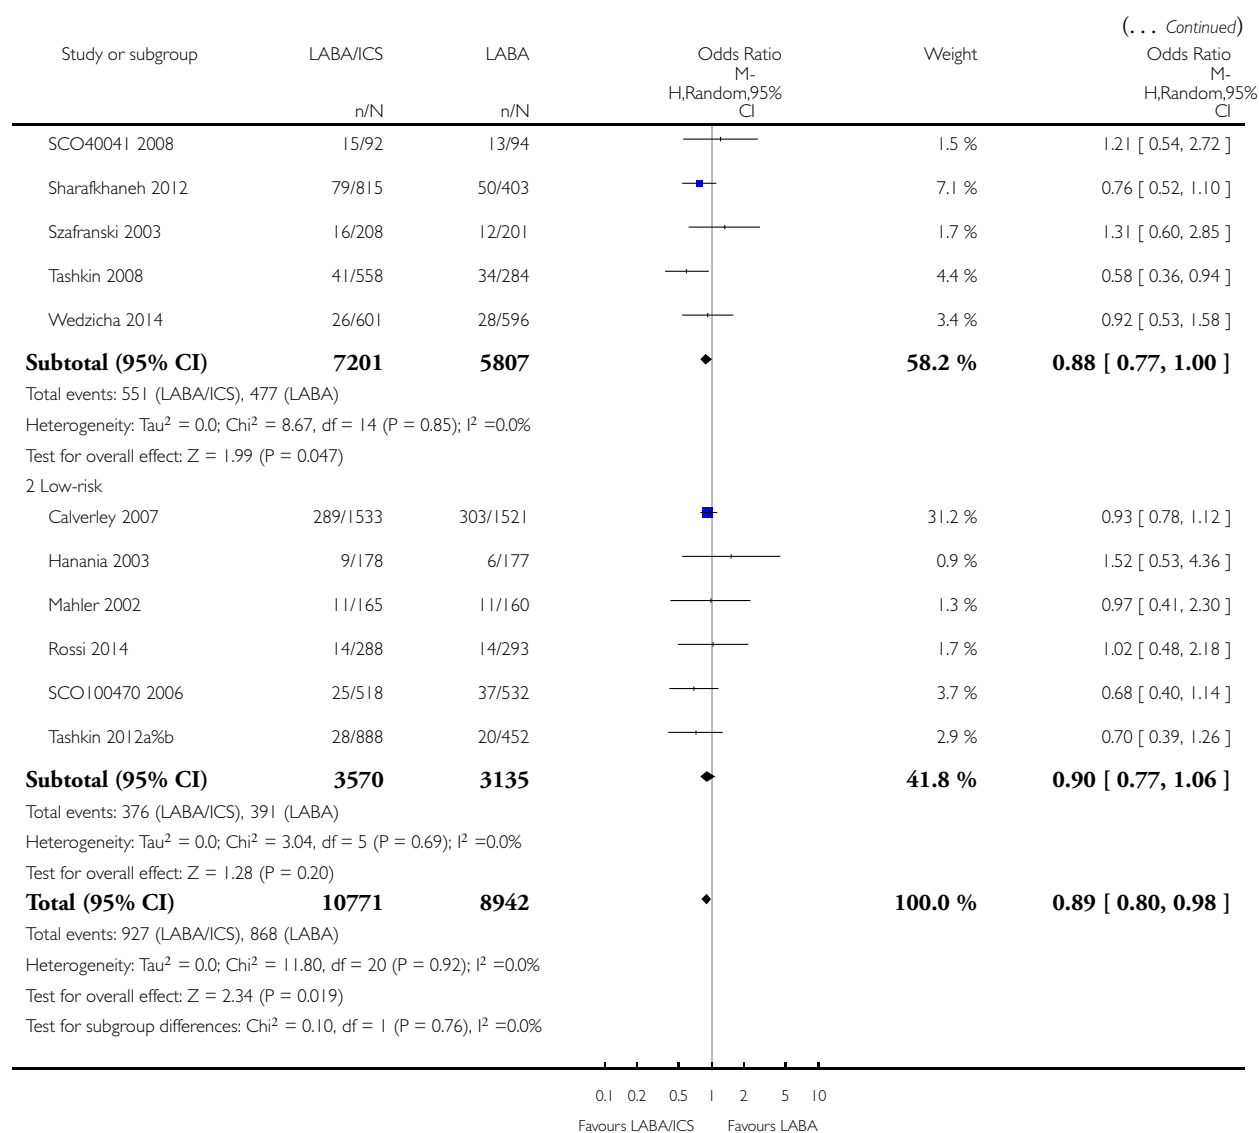 (... Continued)
Study or subgroup LABA/ICS LABA Odds Ratio Weight Odds Ratio
M- M-
H,Random,95% H,Random,95%
n/N n/N CI CI
SCO40041 2008 15/92 13/94 1.5 % 1.21 [ 0.54, 2.72 ]
Sharafkhaneh 2012 79/815 50/403 7.1 % 0.76 [ 0.52, 1.10 ]
Szafranski 2003 16/208 12/201 1.7 % 1.31 [ 0.60, 2.85 ]
Tashkin 2008 41/558 34/284 4.4 % 0.58 [ 0.36, 0.94 ]
Wedzicha 2014 26/601 28/596 3.4 % 0.92 [ 0.53, 1.58 ]
Subtotal (95% CI) 7201 5807 58.2 % 0.88 [ 0.77, 1.00 ]
Total events: 551 (LABA/ICS), 477 (LABA)
Heterogeneity: Tau² = 0.0; Chi² = 8.67, df = 14 (P = 0.85); I² =0.0%
Test for overall effect: Z = 1.99 (P = 0.047)
2 Low-risk
Calverley 2007 289/1533 303/1521 31.2 % 0.93 [ 0.78, 1.12 ]
Hanania 2003 9/178 6/177 0.9 % 1.52 [ 0.53, 4.36 ]
Mahler 2002 11/165 11/160 1.3 % 0.97 [ 0.41, 2.30 ]
Rossi 2014 14/288 14/293 1.7 % 1.02 [ 0.48, 2.18 ]
SCO100470 2006 25/518 37/532 3.7 % 0.68 [ 0.40, 1.14 ]
Tashkin 2012a%b 28/888 20/452 2.9 % 0.70 [ 0.39, 1.26 ]
Subtotal (95% CI) 3570 3135 41.8 % 0.90 [ 0.77, 1.06 ]
Total events: 376 (LABA/ICS), 391 (LABA)
Heterogeneity: Tau² = 0.0; Chi² = 3.04, df = 5 (P = 0.69); I² =0.0%
Test for overall effect: Z = 1.28 (P = 0.20)
Total (95% CI) 10771 8942 100.0 % 0.89 [ 0.80, 0.98 ]
Total events: 927 (LABA/ICS), 868 (LABA)
Heterogeneity: Tau² = 0.0; Chi² = 11.80, df = 20 (P = 0.92); I² =0.0%
Test for overall effect: Z = 2.34 (P = 0.019)
Test for subgroup differences: Chi² = 0.10, df = 1 (P = 0.76), I² =0.0%
0.1 0.2 0.5 1 2 5 10
Favours LABA/ICS Favours LABA